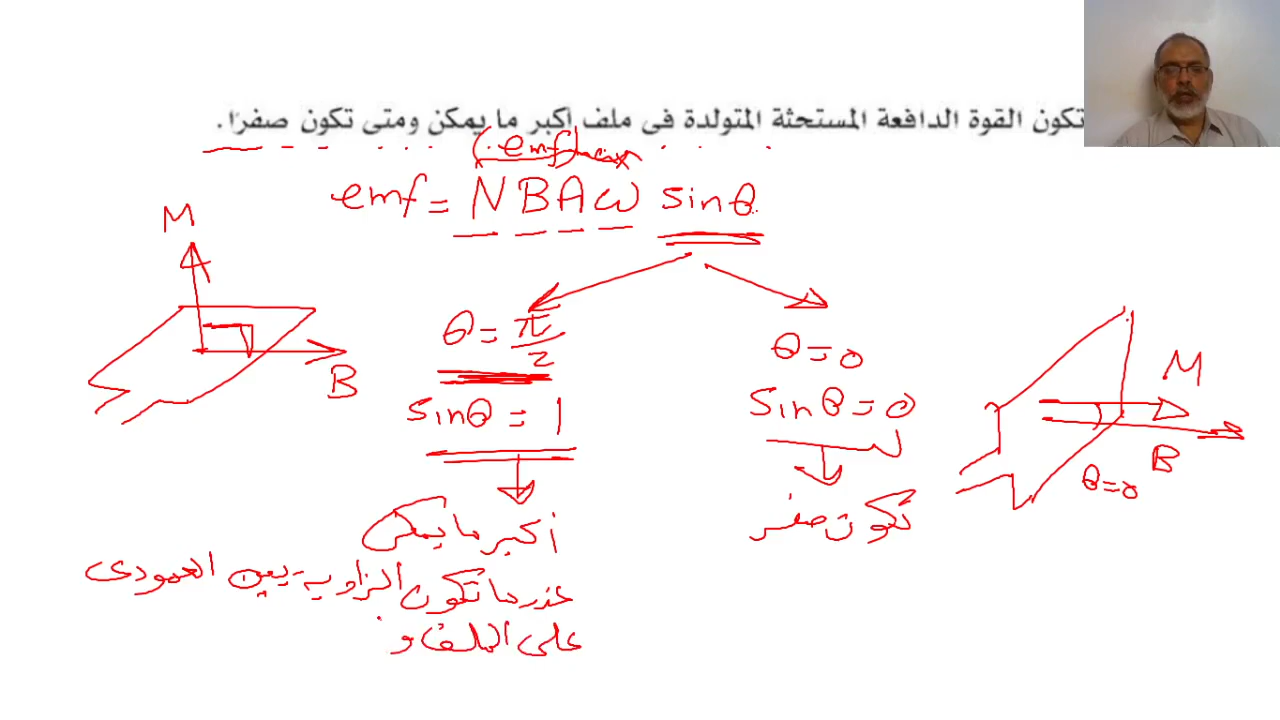 تكون القوة الدافعة المستحثة المتولدة فى ملف أكبر ما يمكن ومتى تكون صفرًا.
(emf)max
emf = NBAω sinθ
M
B
θ = π/2
sinθ = 1
أكبر ما يمكن
عندما تكون الزاوية بين العمودى
على الملف و
θ=0
sinθ=0
تكون صفر
M
B
θ=0